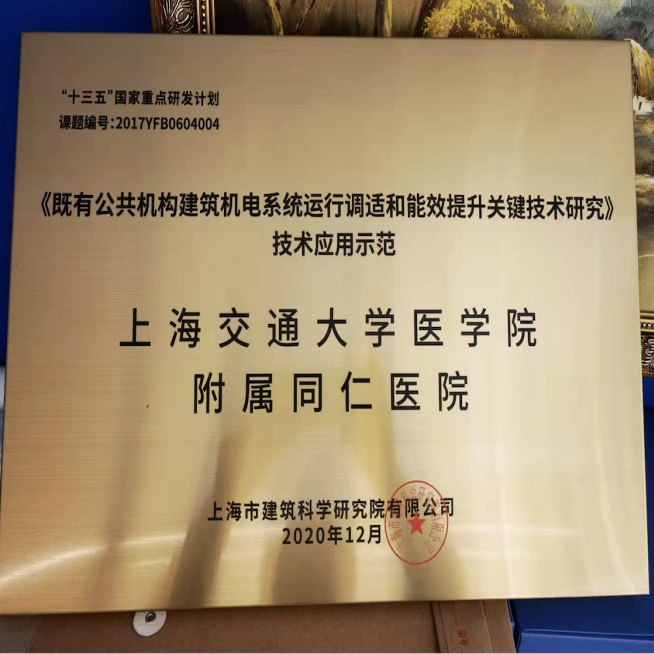 “十三五”国家重点研发计划
课题编号：2017YFB0604004
《既有公共机构建筑机电系统运行调适和能效提升关键技术研究》
技术应用示范
上海交通大学医学院
附属同仁医院
上海市建筑科学研究院有限公司
2020年12月